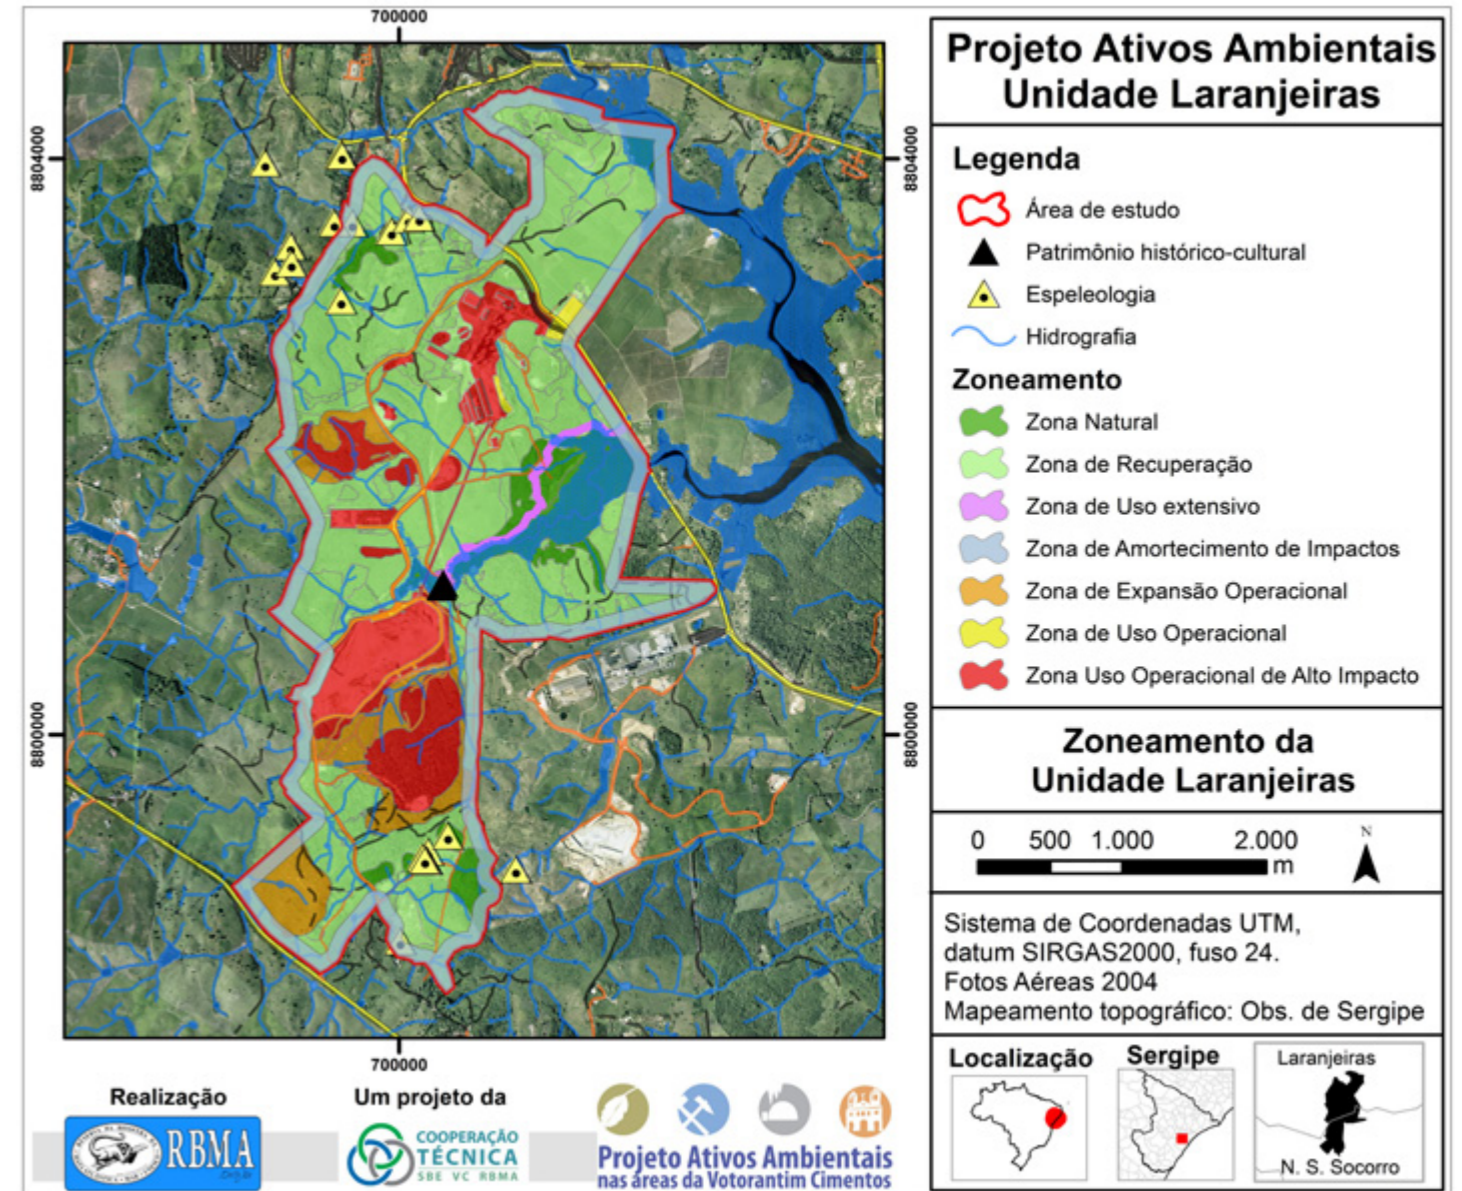 700000
8804000
8804000
8800000
8800000
700000
Projeto Ativos Ambientais
Unidade Laranjeiras
Legenda
Área de estudo
Patrimônio histórico-cultural
Espeleologia
Hidrografia
Zoneamento
Zona Natural
Zona de Recuperação
Zona de Uso extensivo
Zona de Amortecimento de Impactos
Zona de Expansão Operacional
Zona de Uso Operacional
Zona Uso Operacional de Alto Impacto
Zoneamento da
Unidade Laranjeiras
0 500 1.000 2.000
m
N
Sistema de Coordenadas UTM,
datum SIRGAS2000, fuso 24.
Fotos Aéreas 2004
Mapeamento topográfico: Obs. de Sergipe
Localização
Sergipe
Laranjeiras
N. S. Socorro
Realização
RBMA
Um projeto da
COOPERAÇÃO
TÉCNICA
SBE VC RBMA
Projeto Ativos Ambientais
nas áreas da Votorantim Cimentos